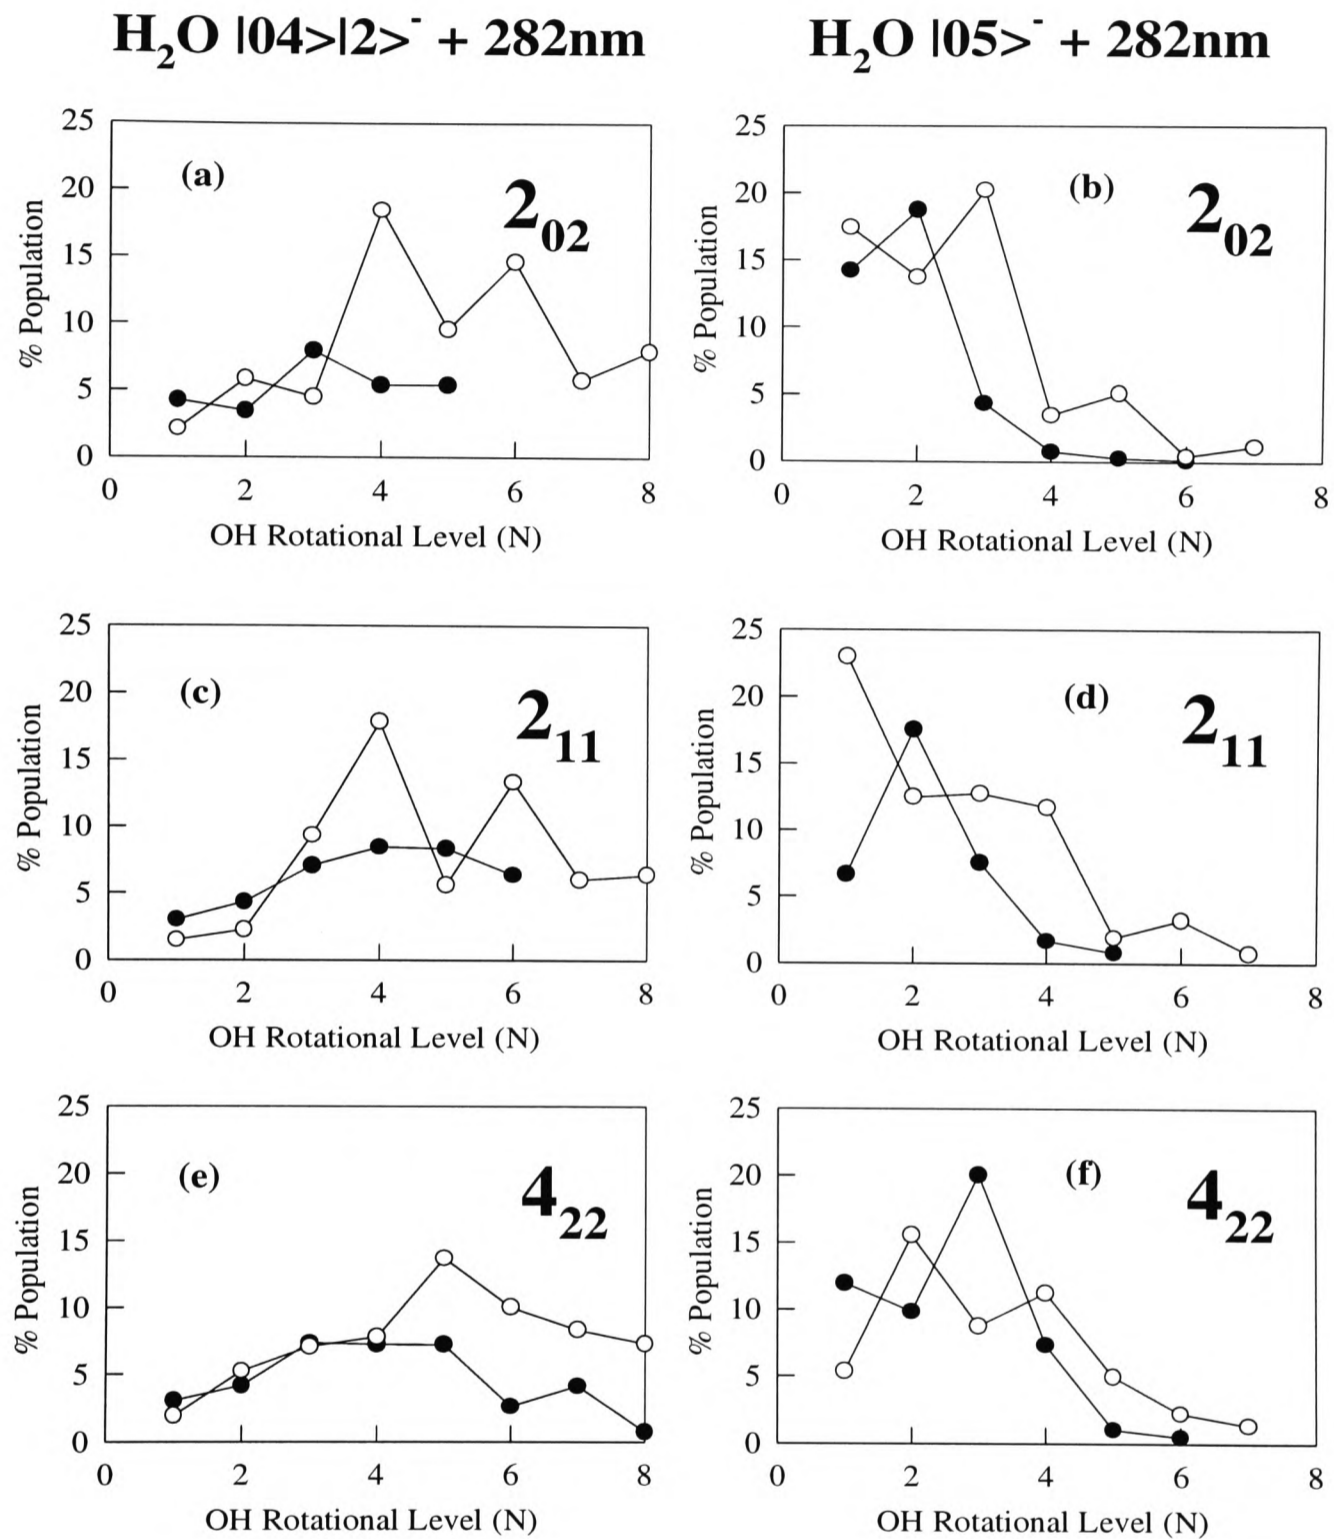 H₂O |04>|2>⁻ + 282nm
H₂O |05>⁻ + 282nm
25
20
15
10
5
0
% Population
(a)
2₀₂
0 2 4 6 8
OH Rotational Level (N)
25
20
15
10
5
0
% Population
(b)
2₀₂
0 2 4 6 8
OH Rotational Level (N)
25
20
15
10
5
0
% Population
(c)
2₁₁
0 2 4 6 8
OH Rotational Level (N)
25
20
15
10
5
0
% Population
(d)
2₁₁
0 2 4 6 8
OH Rotational Level (N)
25
20
15
10
5
0
% Population
(e)
4₂₂
0 2 4 6 8
OH Rotational Level (N)
25
20
15
10
5
0
% Population
(f)
4₂₂
0 2 4 6 8
OH Rotational Level (N)